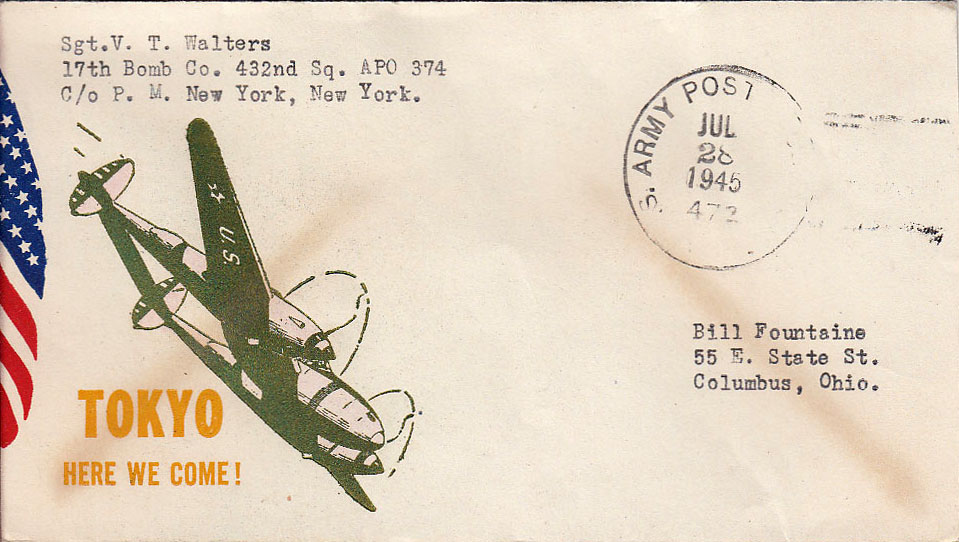 Sgt.V. T. Walters
17th Bomb Co. 432nd Sq. APO 374
C/o P. M. New York, New York.
S. ARMY POST
JUL
28
1945
472
U.S.
TOKYO
HERE WE COME!
Bill Fountaine
55 E. State St.
Columbus, Ohio.